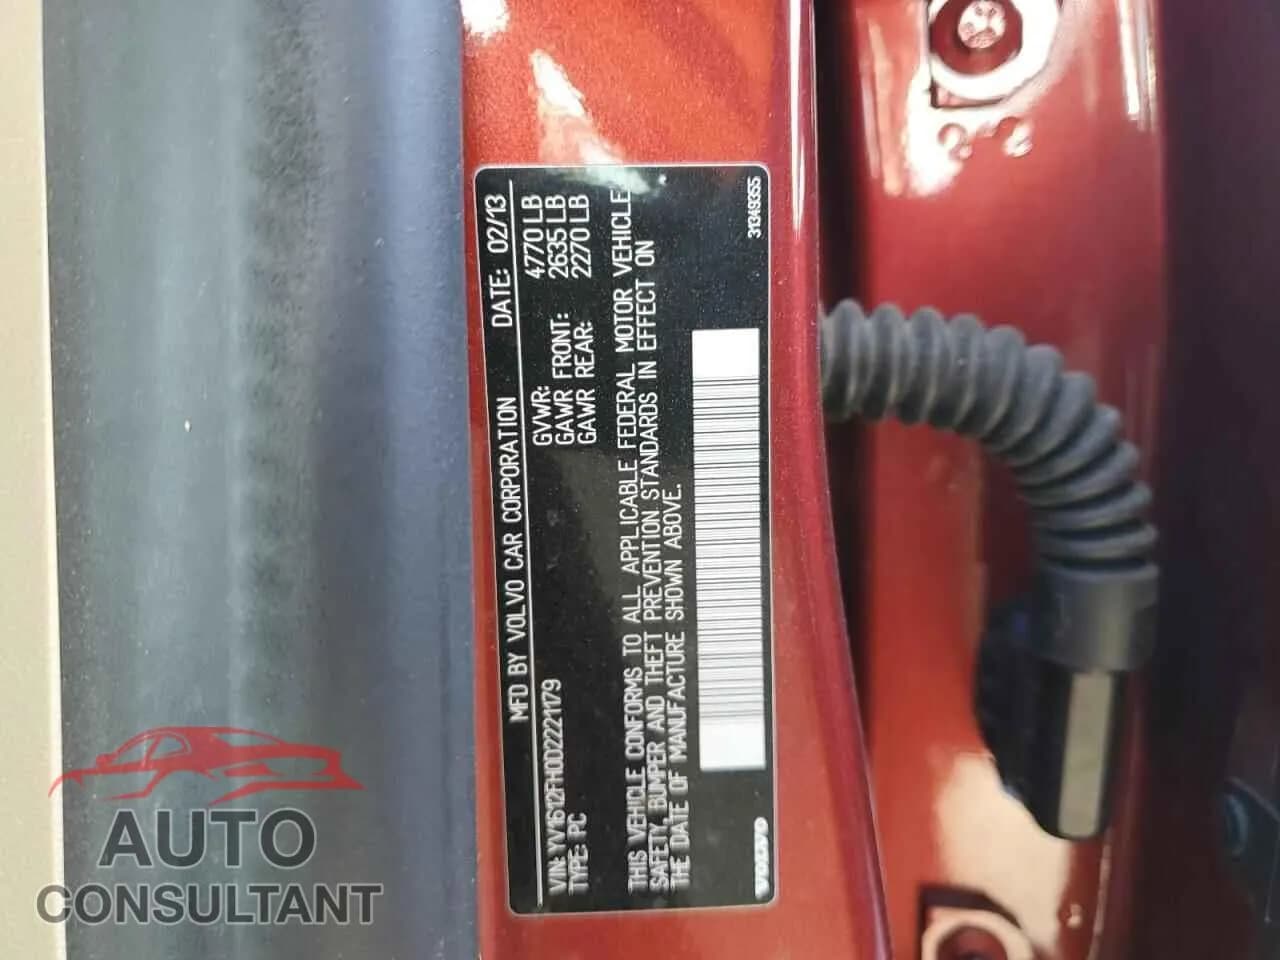 MFD BY VOLVO CAR CORPORATION DATE: 02/13
VIN: YV1612FH0D2221179 GVWR: 4770 LB
TYPE: PC GAWR FRONT: 2635 LB
GAWR REAR: 2270 LB
THIS VEHICLE CONFORMS TO ALL APPLICABLE FEDERAL MOTOR VEHICLE
SAFETY, BUMPER AND THEFT PREVENTION STANDARDS IN EFFECT ON
THE DATE OF MANUFACTURE SHOWN ABOVE.
VOLVO 31349355
AUTO
CONSULTANT